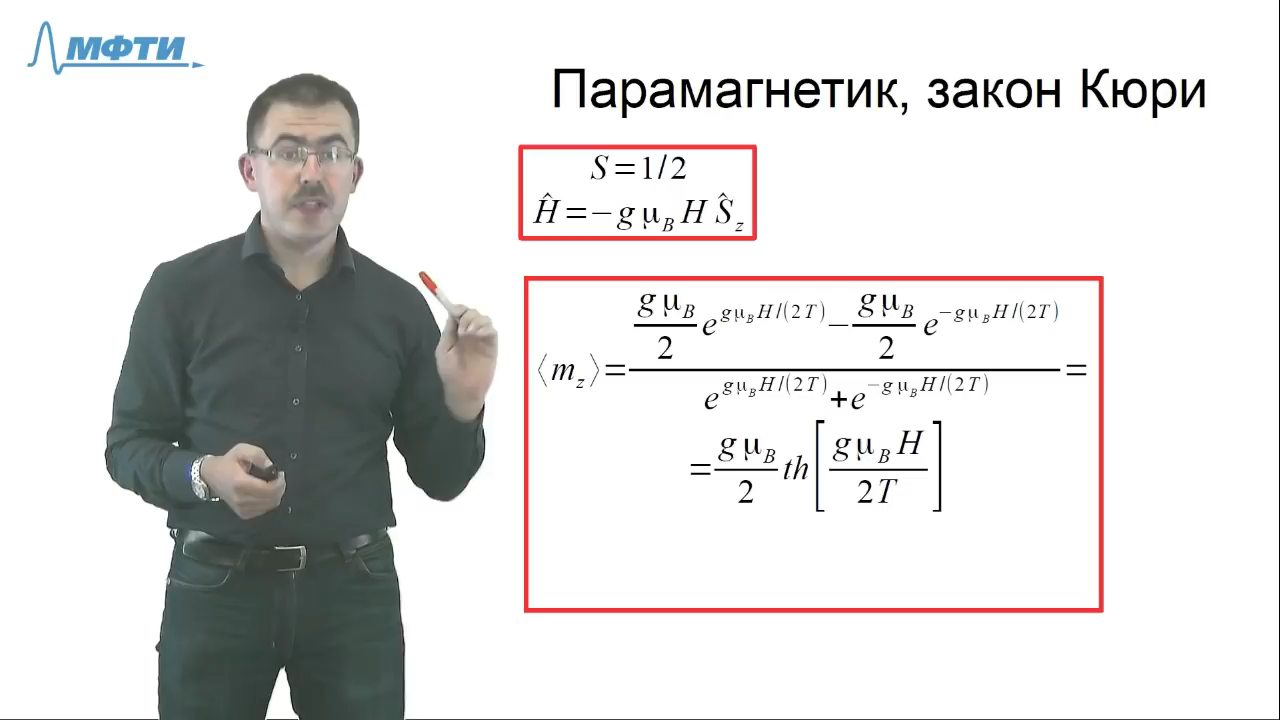 МФТИ
Парамагнетик, закон Кюри
S=1/2
Ĥ=−g μ_B H Ŝ_z
⟨m_z⟩= (g μ_B/2 e^{g μ_B H/(2T)} − g μ_B/2 e^{−g μ_B H/(2T)}) / (e^{g μ_B H/(2T)} + e^{−g μ_B H/(2T)}) =
= g μ_B/2 th[g μ_B H/2T]